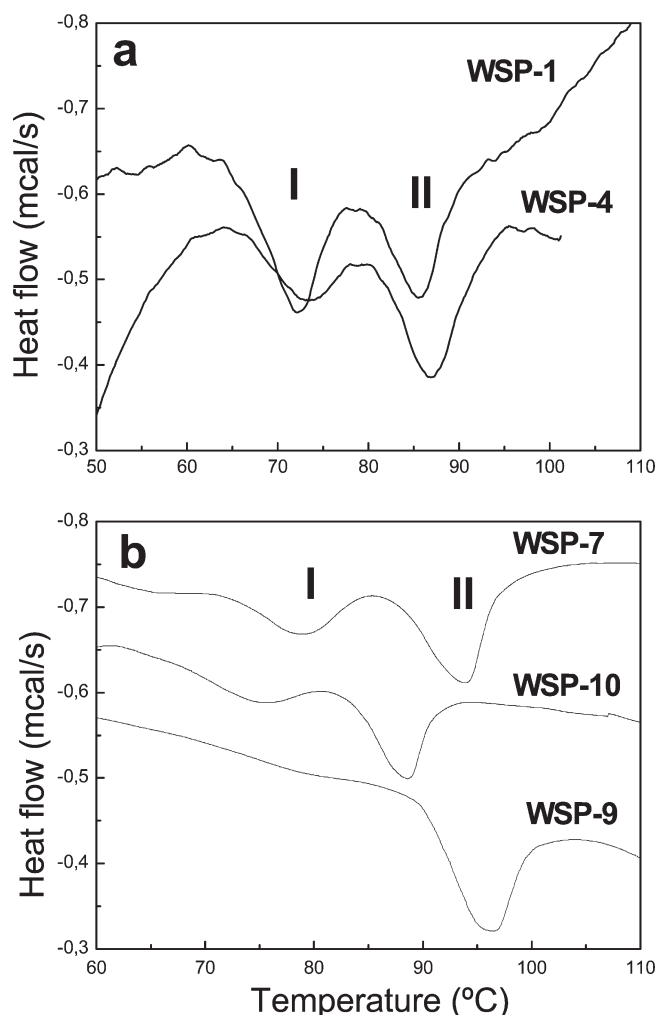 a
WSP-1
I
II
WSP-4
Heat flow (mcal/s)
-0,8
-0,7
-0,6
-0,5
-0,4
-0,3
50 60 70 80 90 100 110
b
WSP-7
I
II
WSP-10
WSP-9
Heat flow (mcal/s)
-0,8
-0,7
-0,6
-0,5
-0,4
-0,3
60 70 80 90 100 110
Temperature (ºC)